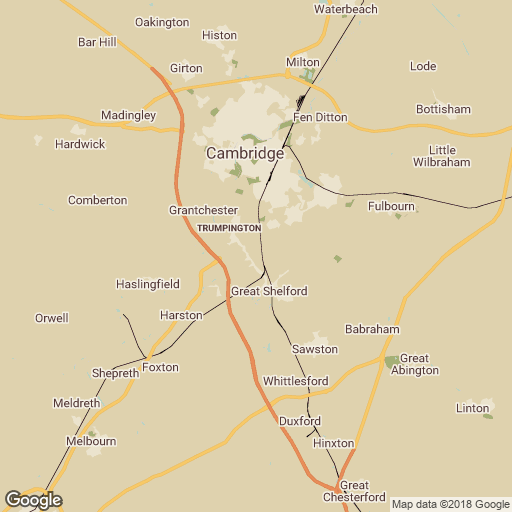 Waterbeach
Oakington
Histon
Bar Hill
Milton
Girton
Lode
Bottisham
Madingley
Fen Ditton
Hardwick
Cambridge
Little
Wilbraham
Comberton
Grantchester
Fulbourn
TRUMPINGTON
Haslingfield
Great Shelford
Orwell
Harston
Babraham
Sawston
Great
Abington
Foxton
Shepreth
Whittlesford
Meldreth
Linton
Duxford
Melbourn
Hinxton
Great
Chesterford
Google
Map data ©2018 Google